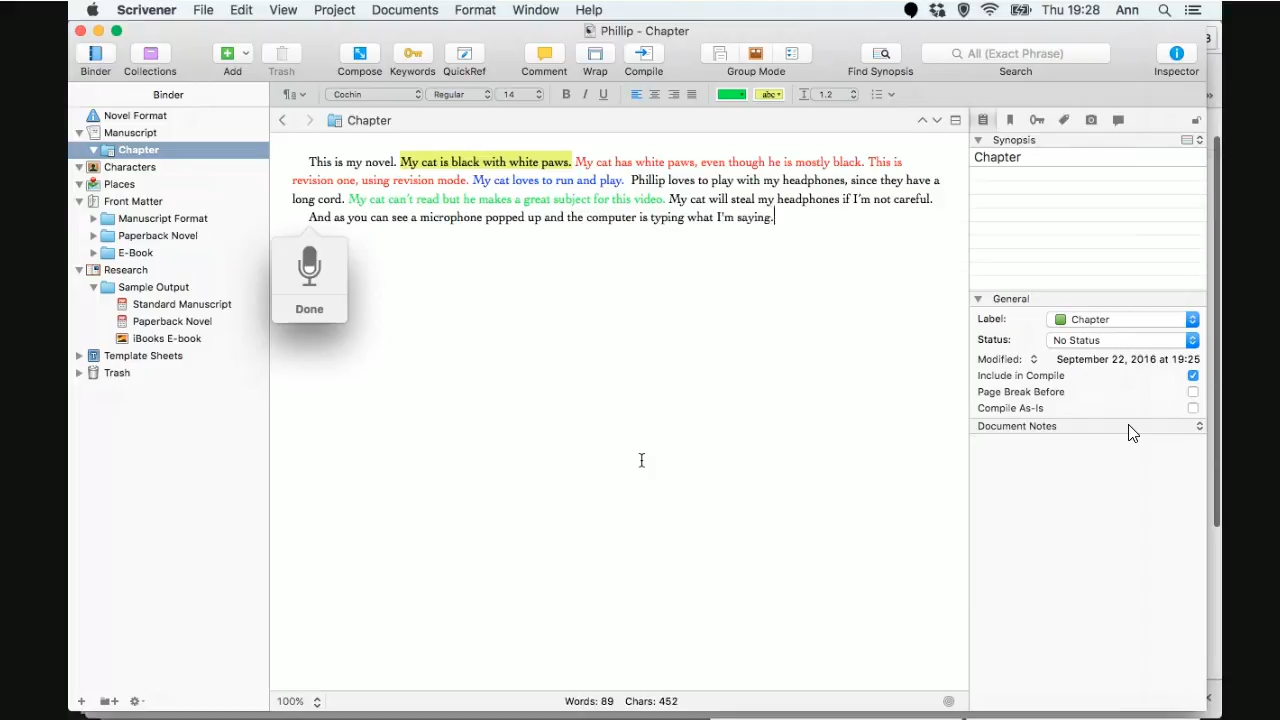 Scrivener File Edit View Project Documents Format Window Help Thu 19:28 Ann
Phillip - Chapter
Binder Collections Add Trash Compose Keywords QuickRef Comment Wrap Compile Group Mode Find Synopsis All (Exact Phrase) Search Inspector
Binder
Cochin Regular 14 B I U abc 1.2
Novel Format
Manuscript
Chapter
Characters
Places
Front Matter
Manuscript Format
Paperback Novel
E-Book
Research
Sample Output
Standard Manuscript
Paperback Novel
iBooks E-book
Template Sheets
Trash
Chapter
This is my novel. My cat is black with white paws. My cat has white paws, even though he is mostly black. This is
revision one, using revision mode. My cat loves to run and play. Phillip loves to play with my headphones, since they have a
long cord. My cat can't read but he makes a great subject for this video. My cat will steal my headphones if I'm not careful.
And as you can see a microphone popped up and the computer is typing what I'm saying.
Done
Synopsis
Chapter
General
Label: Chapter
Status: No Status
Modified: September 22, 2016 at 19:25
Include in Compile
Page Break Before
Compile As-Is
Document Notes
100% Words: 89 Chars: 452